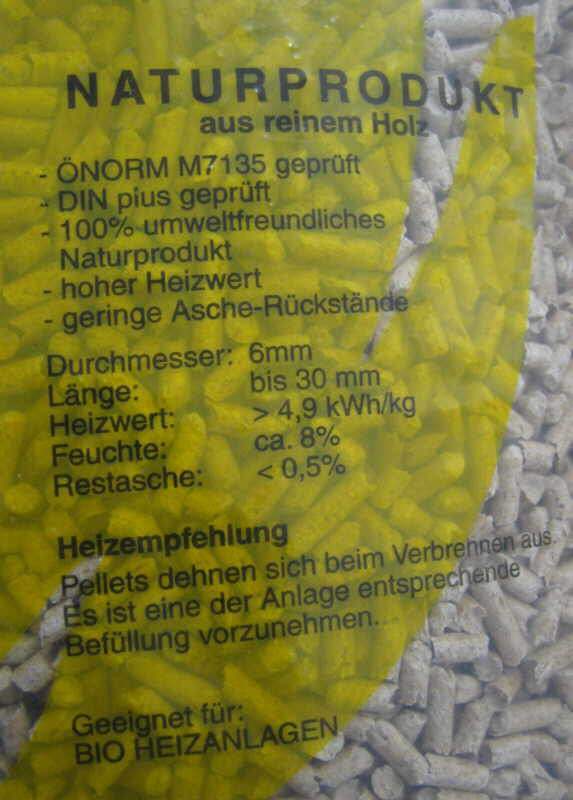 NATURPRODUKT
aus reinem Holz
- ÖNORM M7135 geprüft
- DIN plus geprüft
- 100% umweltfreundliches
Naturprodukt
- hoher Heizwert
- geringe Asche-Rückstände
Durchmesser: 6mm
Länge: bis 30 mm
Heizwert: > 4,9 kWh/kg
Feuchte: ca. 8%
Restasche: < 0,5%
Heizempfehlung
Pellets dehnen sich beim Verbrennen aus.
Es ist eine der Anlage entsprechende
Befüllung vorzunehmen...
Geeignet für:
BIO HEIZANLAGEN